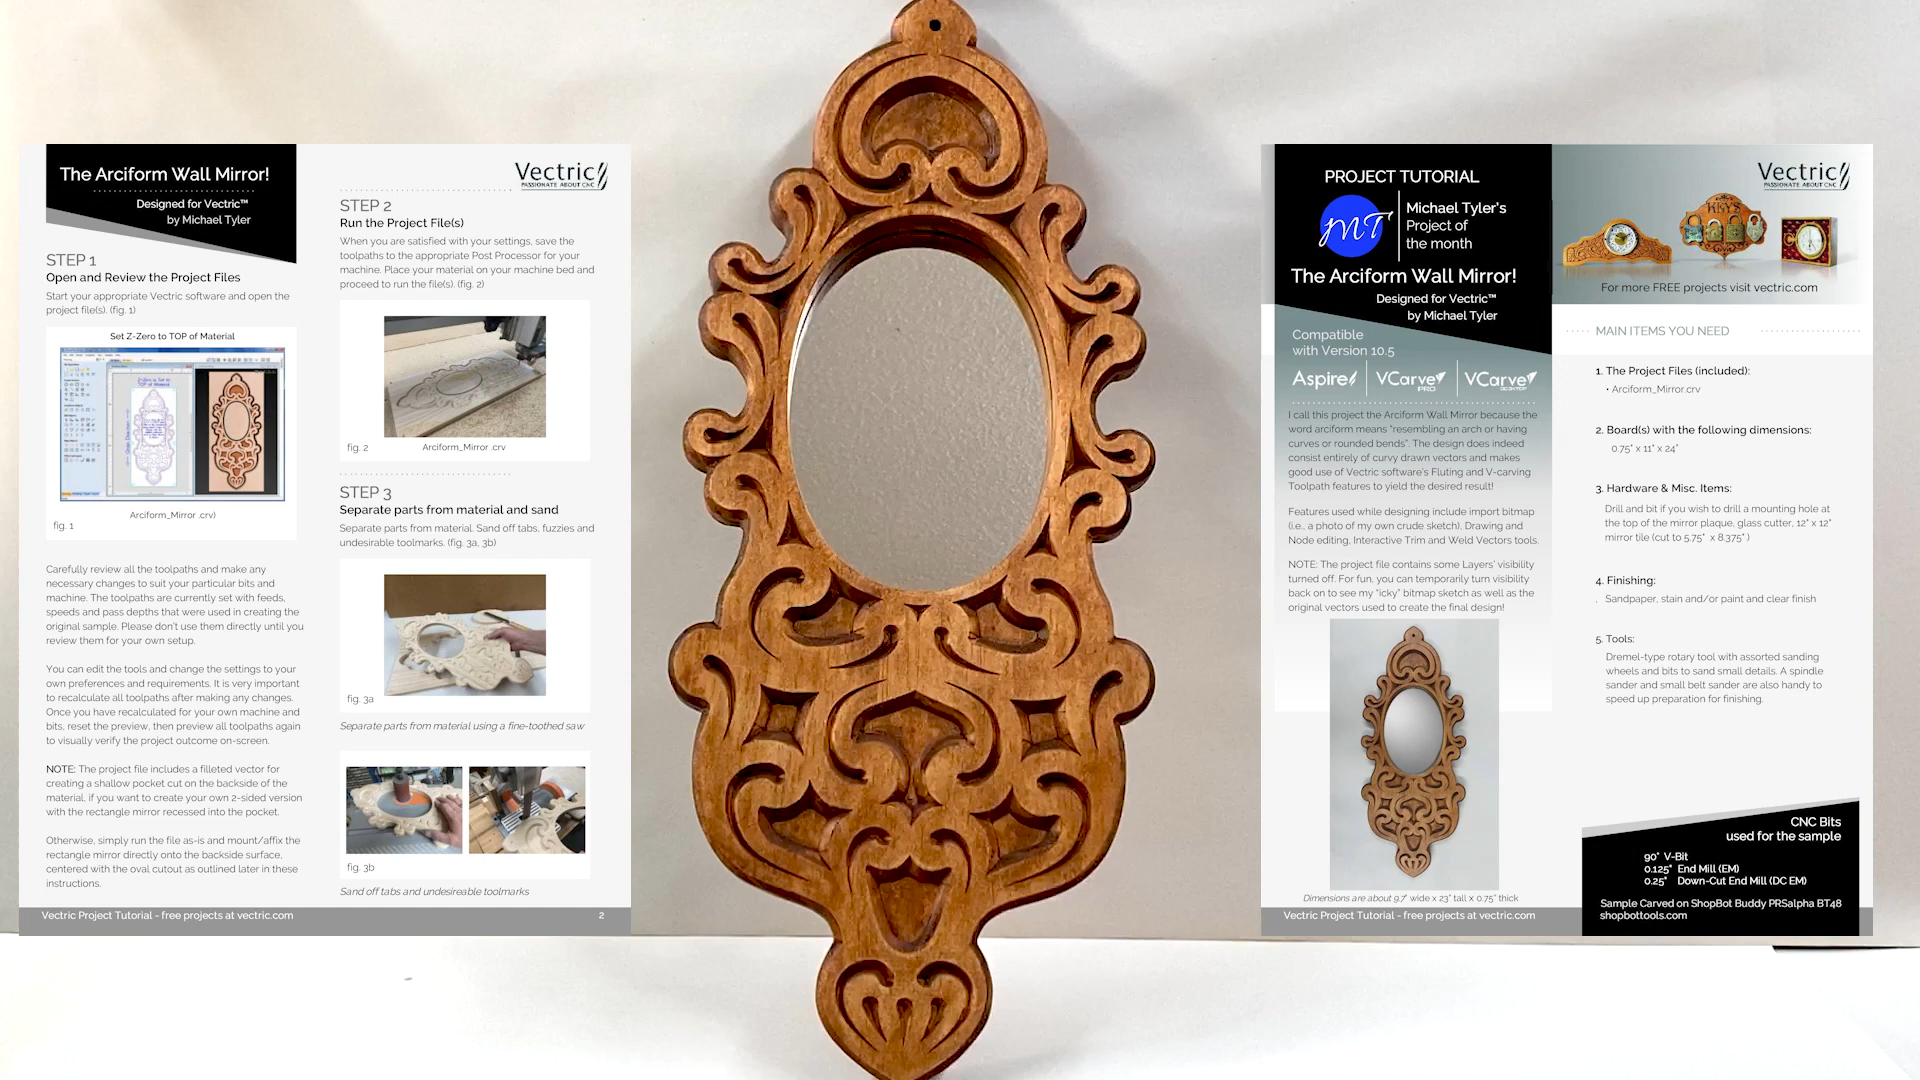 The Arciform Wall Mirror!
Designed for Vectric™
by Michael Tyler
STEP 1
Open and Review the Project Files
Start your appropriate Vectric software and open the
project file(s). (fig. 1)
Set Z-Zero to TOP of Material
Arciform_Mirror .crv)
fig. 1
Carefully review all the toolpaths and make any
necessary changes to suit your particular bits and
machine. The toolpaths are currently set with feeds,
speeds and pass depths that were used in creating the
original sample. Please don't use them directly until you
review them for your own setup.
You can edit the tools and change the settings to your
own preferences and requirements. It is very important
to recalculate all toolpaths after making any changes.
Once you have recalculated for your own machine and
bits, reset the preview, then preview all toolpaths again
to visually verify the project outcome on-screen.
NOTE: The project file includes a filleted vector for
creating a shallow pocket cut on the backside of the
material, if you want to create your own 2-sided version
with the rectangle mirror recessed into the pocket.
Otherwise, simply run the file as-is and mount/affix the
rectangle mirror directly onto the backside surface,
centered with the oval cutout as outlined later in these
instructions.
Vectric
PASSIONATE ABOUT CNC
STEP 2
Run the Project File(s)
When you are satisfied with your settings, save the
toolpaths to the appropriate Post Processor for your
machine. Place your material on your machine bed and
proceed to run the file(s). (fig. 2)
fig. 2
Arciform_Mirror .crv
STEP 3
Separate parts from material and sand
Separate parts from material. Sand off tabs, fuzzies and
undesirable toolmarks. (fig. 3a, 3b)
fig. 3a
Separate parts from material using a fine-toothed saw
fig. 3b
Sand off tabs and undesireable toolmarks
Vectric Project Tutorial - free projects at vectric.com
2
PROJECT TUTORIAL
MT
Michael Tyler's
Project of
the month
The Arciform Wall Mirror!
Designed for Vectric™
by Michael Tyler
Compatible
with Version 10.5
Aspire
VCarve PRO
VCarve DESKTOP
I call this project the Arciform Wall Mirror because the
word arciform means "resembling an arch or having
curves or rounded bends". The design does indeed
consist entirely of curvy drawn vectors and makes
good use of Vectric software's Fluting and V-carving
Toolpath features to yield the desired result!
Features used while designing include import bitmap
(i.e., a photo of my own crude sketch), Drawing and
Node editing, Interactive Trim and Weld Vectors tools.
NOTE: The project file contains some Layers' visibility
turned off. For fun, you can temporarily turn visibility
back on to see my "icky" bitmap sketch as well as the
original vectors used to create the final design!
Dimensions are about 9.7" wide x 23" tall x 0.75" thick
Vectric Project Tutorial - free projects at vectric.com
Vectric
PASSIONATE ABOUT CNC
KEYS
For more FREE projects visit vectric.com
MAIN ITEMS YOU NEED
1. The Project Files (included):
• Arciform_Mirror.crv
2. Board(s) with the following dimensions:
0.75" x 11" x 24"
3. Hardware & Misc. Items:
Drill and bit if you wish to drill a mounting hole at
the top of the mirror plaque, glass cutter, 12" x 12"
mirror tile (cut to 5.75" x 8.375" )
4. Finishing:
. Sandpaper, stain and/or paint and clear finish
5. Tools:
Dremel-type rotary tool with assorted sanding
wheels and bits to sand small details. A spindle
sander and small belt sander are also handy to
speed up preparation for finishing.
CNC Bits
used for the sample
90° V-Bit
0.125" End Mill (EM)
0.25" Down-Cut End Mill (DC EM)
Sample Carved on ShopBot Buddy PRSalpha BT48
shopbottools.com